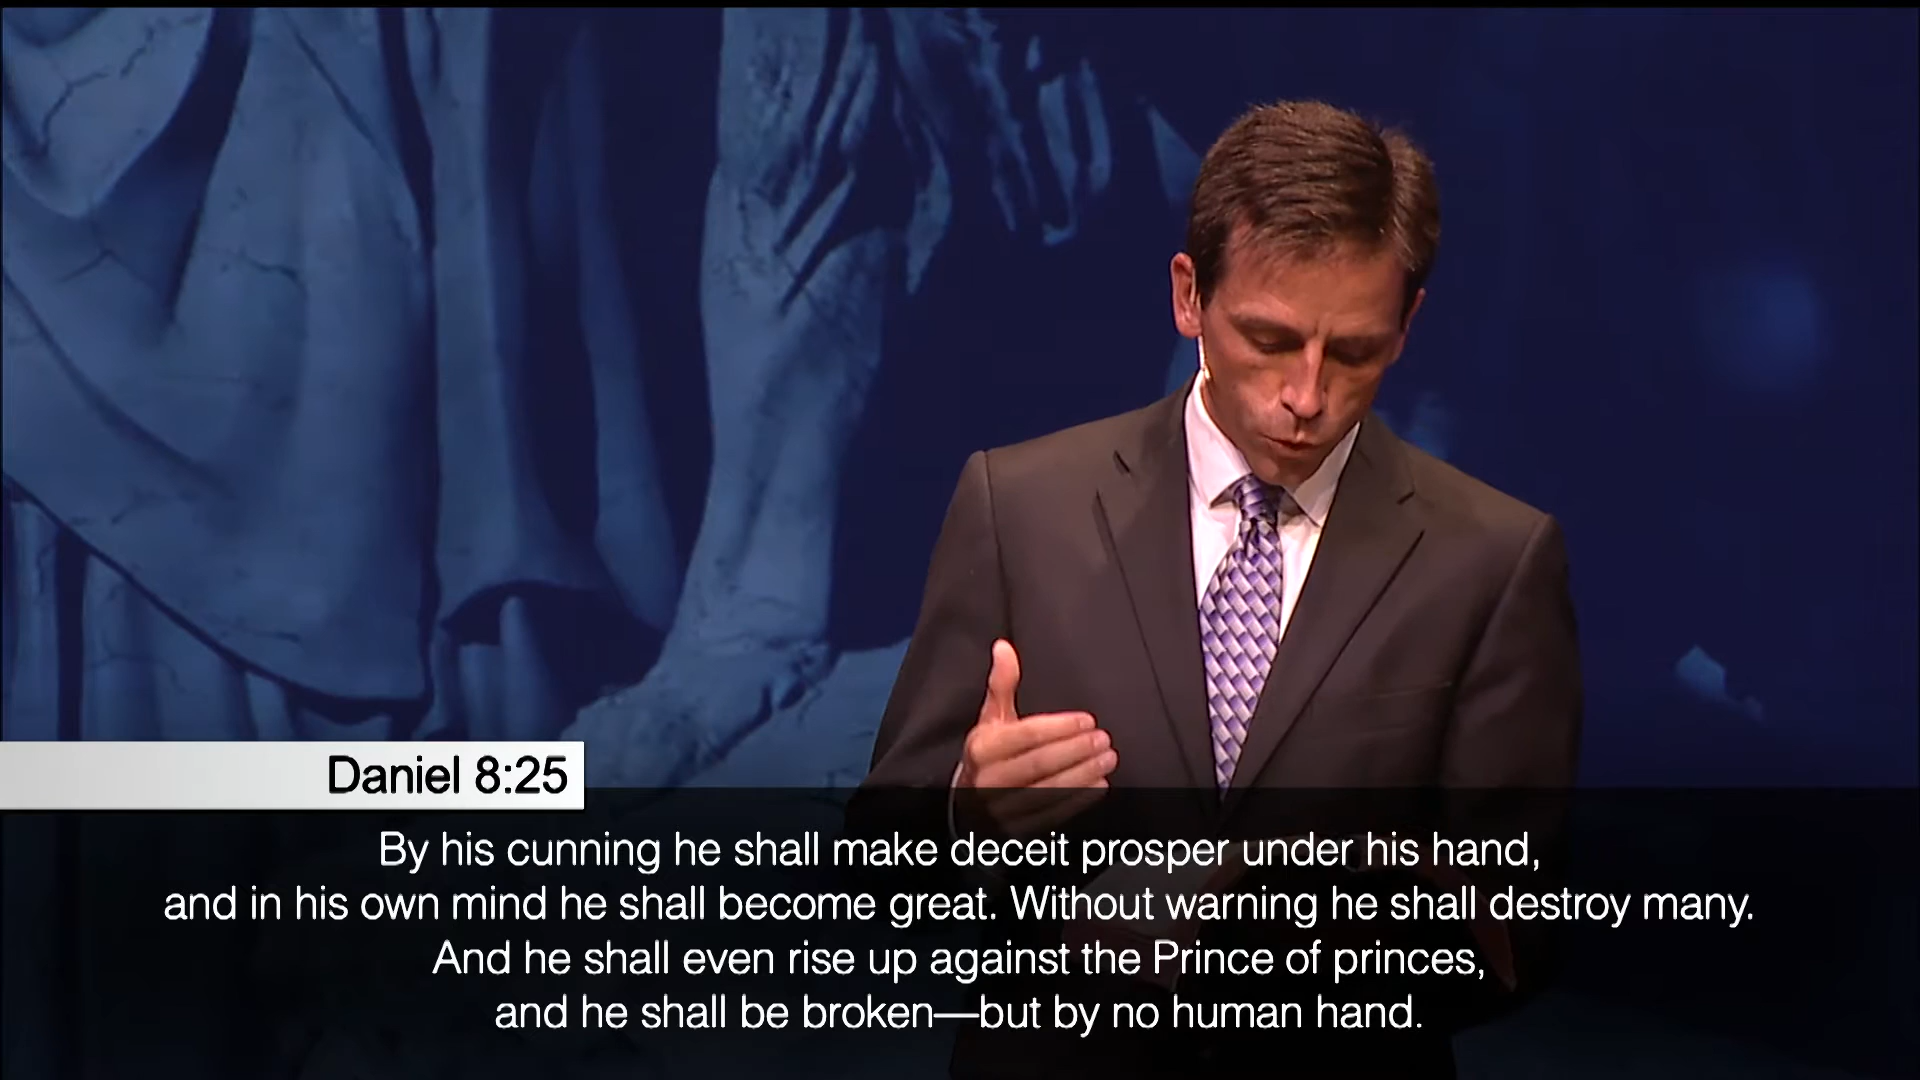 Daniel 8:25
By his cunning he shall make deceit prosper under his hand,
and in his own mind he shall become great. Without warning he shall destroy many.
And he shall even rise up against the Prince of princes,
and he shall be broken—but by no human hand.